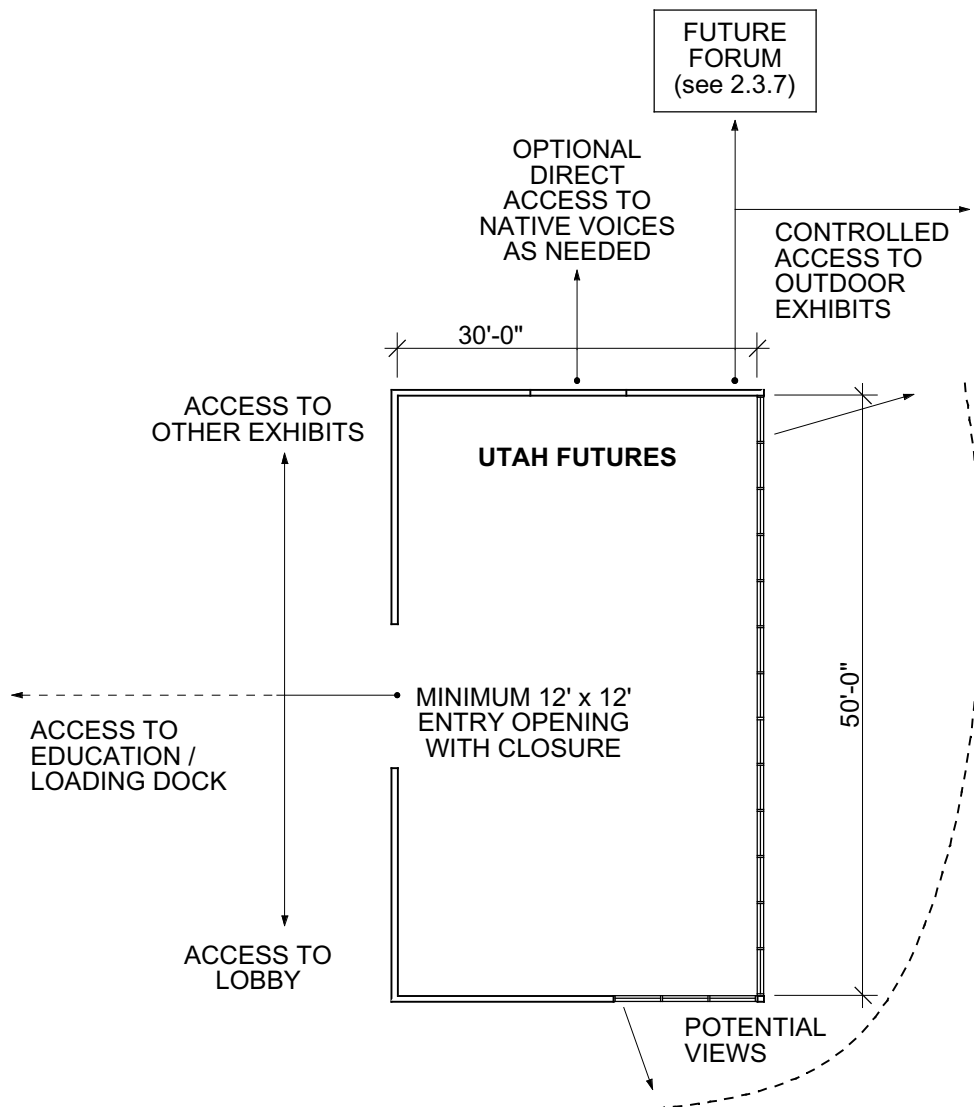 FUTURE
FORUM
(see 2.3.7)
OPTIONAL
DIRECT
ACCESS TO
NATIVE VOICES
AS NEEDED
CONTROLLED
ACCESS TO
OUTDOOR
EXHIBITS
30'-0"
ACCESS TO
OTHER EXHIBITS
UTAH FUTURES
MINIMUM 12' x 12'
ENTRY OPENING
WITH CLOSURE
50'-0"
ACCESS TO
EDUCATION /
LOADING DOCK
ACCESS TO
LOBBY
POTENTIAL
VIEWS